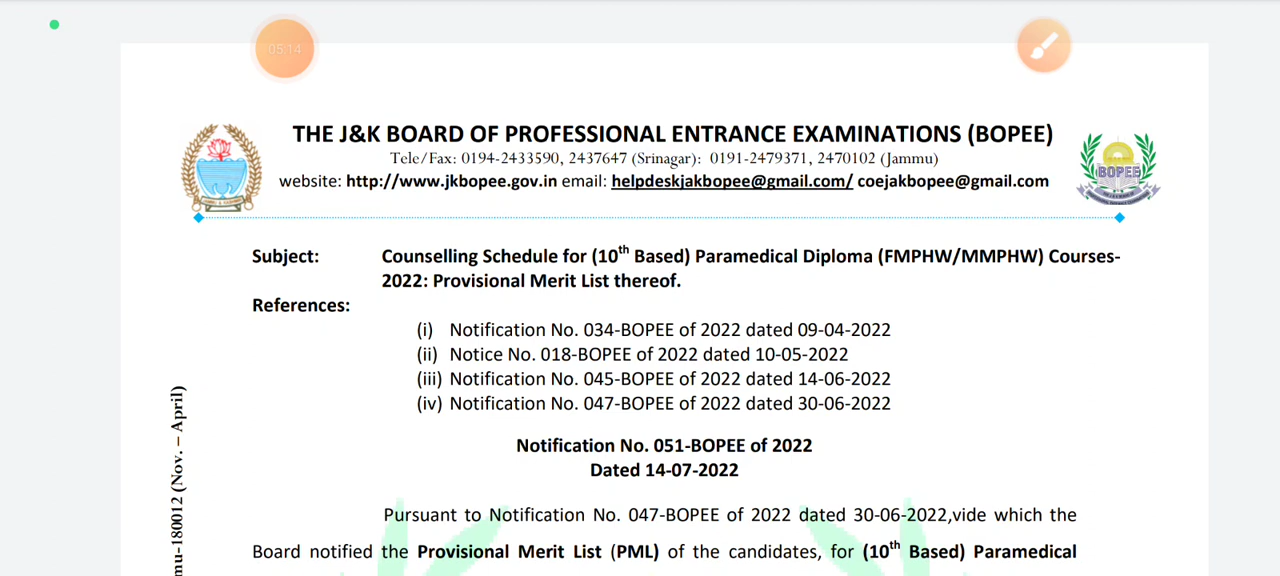 05:14
THE J&K BOARD OF PROFESSIONAL ENTRANCE EXAMINATIONS (BOPEE)
Tele/Fax: 0194-2433590, 2437647 (Srinagar): 0191-2479371, 2470102 (Jammu)
website: http://www.jkbopee.gov.in email: helpdeskjakbopee@gmail.com/ coejakbopee@gmail.com
BOPEE
Subject: Counselling Schedule for (10th Based) Paramedical Diploma (FMPHW/MMPHW) Courses-
2022: Provisional Merit List thereof.
References:
(i) Notification No. 034-BOPEE of 2022 dated 09-04-2022
(ii) Notice No. 018-BOPEE of 2022 dated 10-05-2022
(iii) Notification No. 045-BOPEE of 2022 dated 14-06-2022
(iv) Notification No. 047-BOPEE of 2022 dated 30-06-2022
Notification No. 051-BOPEE of 2022
Dated 14-07-2022
Pursuant to Notification No. 047-BOPEE of 2022 dated 30-06-2022,vide which the
Board notified the Provisional Merit List (PML) of the candidates, for (10th Based) Paramedical
mu-180012 (Nov. – April)